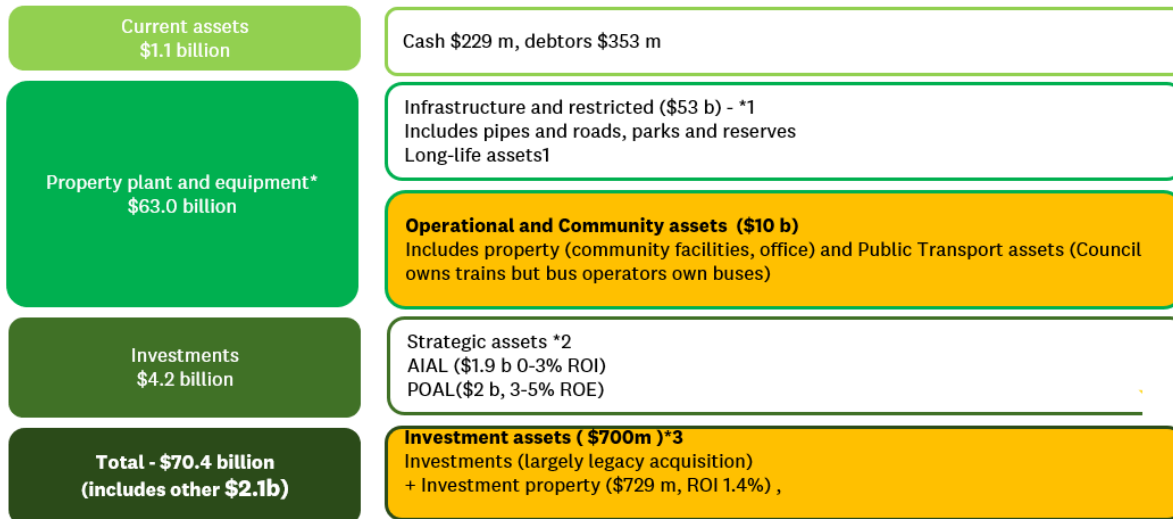 Current assets
$1.1 billion
Cash $229 m, debtors $353 m
Property plant and equipment*
$63.0 billion
Infrastructure and restricted ($53 b) - *1
Includes pipes and roads, parks and reserves
Long-life assets1
Operational and Community assets ($10 b)
Includes property (community facilities, office) and Public Transport assets (Council
owns trains but bus operators own buses)
Investments
$4.2 billion
Strategic assets *2
AIAL ($1.9 b 0-3% ROI)
POAL($2 b, 3-5% ROE)
Total - $70.4 billion
(includes other $2.1b)
Investment assets ( $700m )*3
Investments (largely legacy acquisition)
+ Investment property ($729 m, ROI 1.4%) ,